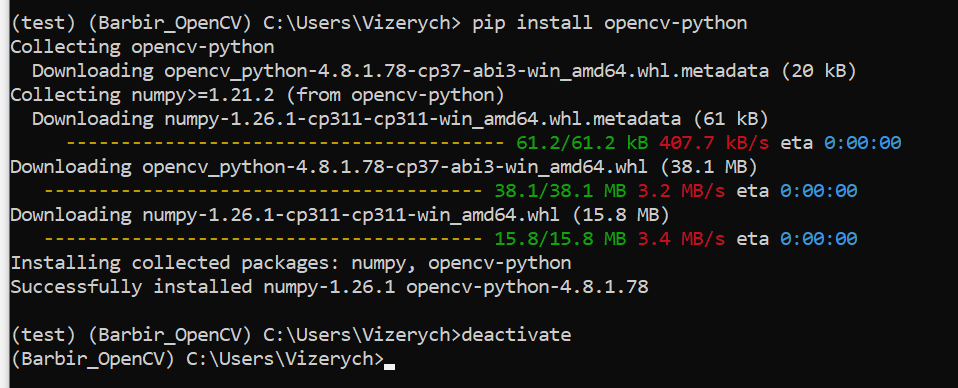 (test) (Barbir_OpenCV) C:\Users\Vizerych> pip install opencv-python
Collecting opencv-python
  Downloading opencv_python-4.8.1.78-cp37-abi3-win_amd64.whl.metadata (20 kB)
Collecting numpy>=1.21.2 (from opencv-python)
  Downloading numpy-1.26.1-cp311-cp311-win_amd64.whl.metadata (61 kB)
     ---------------------------------------- 61.2/61.2 kB 407.7 kB/s eta 0:00:00
Downloading opencv_python-4.8.1.78-cp37-abi3-win_amd64.whl (38.1 MB)
   ---------------------------------------- 38.1/38.1 MB 3.2 MB/s eta 0:00:00
Downloading numpy-1.26.1-cp311-cp311-win_amd64.whl (15.8 MB)
   ---------------------------------------- 15.8/15.8 MB 3.4 MB/s eta 0:00:00
Installing collected packages: numpy, opencv-python
Successfully installed numpy-1.26.1 opencv-python-4.8.1.78
(test) (Barbir_OpenCV) C:\Users\Vizerych>deactivate
(Barbir_OpenCV) C:\Users\Vizerych>